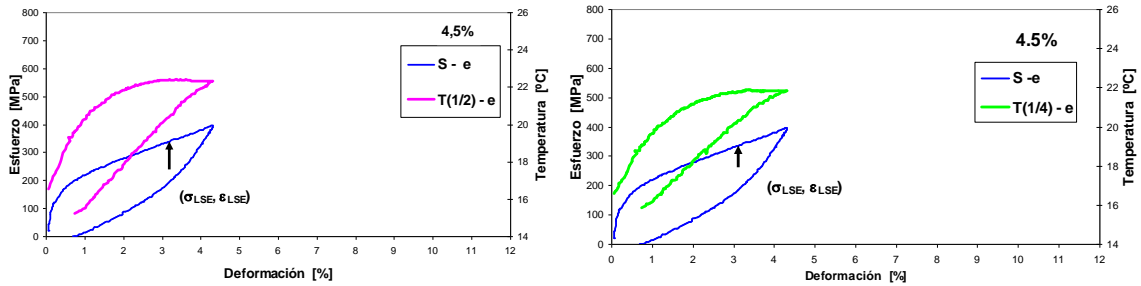 4,5%
S - e
T(1/2) - e
Esfuerzo [MPa]
800
700
600
500
400
300
200
100
0
Temperatura [ºC]
26
24
22
20
18
16
14
(σLSE, εLSE)
0 1 2 3 4 5 6 7 8 9 10 11 12
Deformación [%]
4.5%
S -e
T(1/4) - e
Esfuerzo [MPa]
800
700
600
500
400
300
200
100
0
Temperatura [ºC]
26
24
22
20
18
16
14
(σLSE, εLSE)
0 1 2 3 4 5 6 7 8 9 10 11 12
Deformación [%]